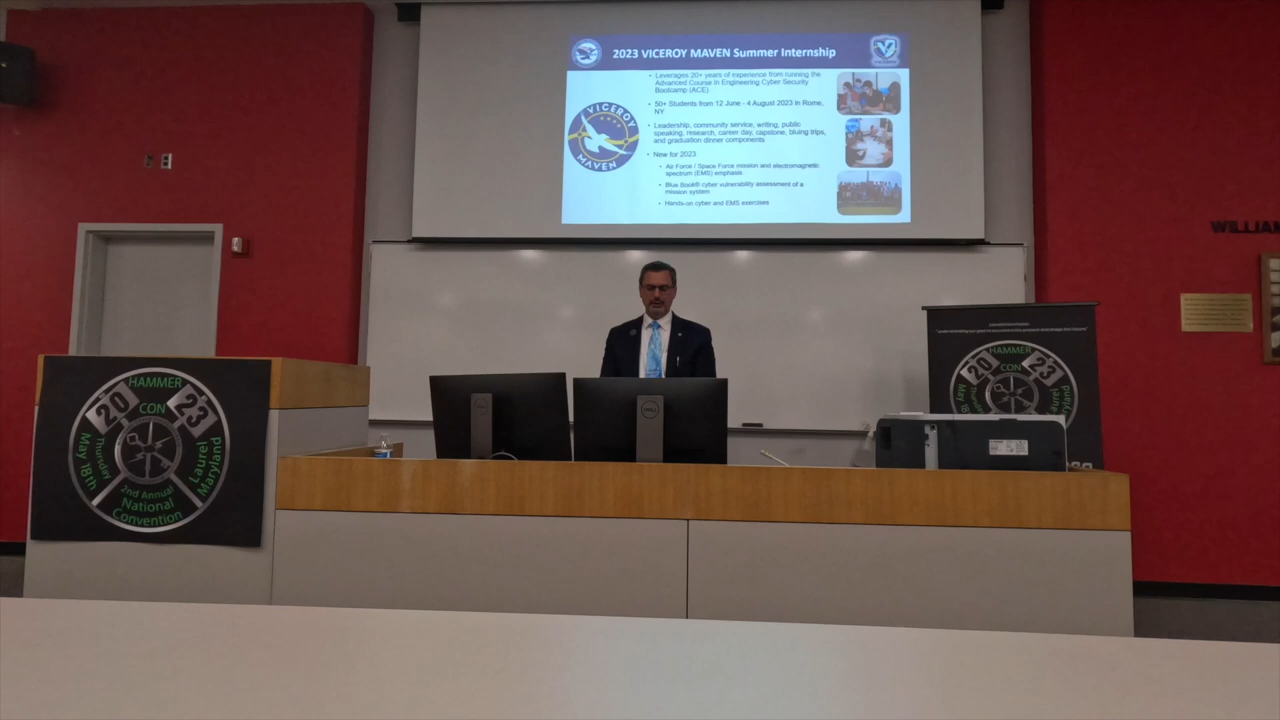 2023 VICEROY MAVEN Summer Internship
• Leverages 20+ years of experience from running the
Advanced Course In Engineering Cyber Security
Bootcamp (ACE)
• 50+ Students from 12 June - 4 August 2023 in Rome,
NY
• Leadership, community service, writing, public
speaking, research, career day, capstone, bluing trips,
and graduation dinner components
• New for 2023
• Air Force / Space Force mission and electromagnetic
spectrum (EMS) emphasis
• Blue Book® cyber vulnerability assessment of a
mission system
• Hands-on cyber and EMS exercises
VICEROY
MAVEN
WILLIAM
HAMMER
CON
20
23
Thursday
May 18th
Laurel
Maryland
2nd Annual
National
Convention
DELL
HAMMER
CON
20
23
May 18